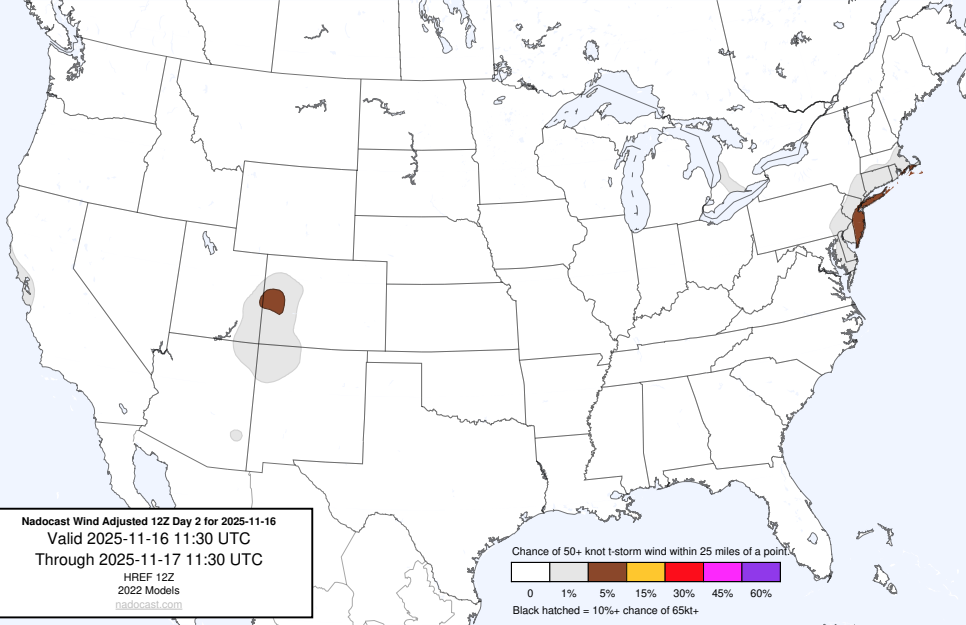 Nadocast Wind Adjusted 12Z Day 2 for 2025-11-16
Valid 2025-11-16 11:30 UTC
Through 2025-11-17 11:30 UTC
HREF 12Z
2022 Models
nadocast.com
Chance of 50+ knot t-storm wind within 25 miles of a point.
0 1% 5% 15% 30% 45% 60%
Black hatched = 10%+ chance of 65kt+